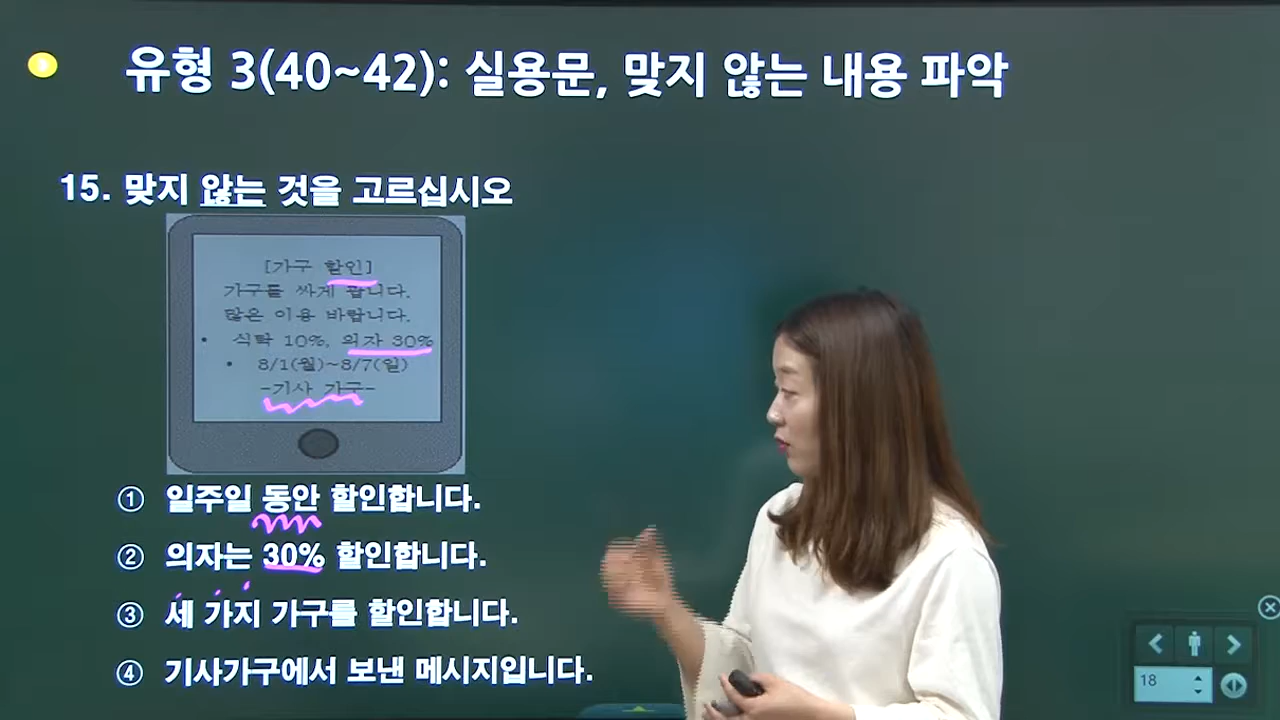 유형 3(40~42): 실용문, 맞지 않는 내용 파악
15. 맞지 않는 것을 고르십시오
[가구 할인]
가구를 싸게 팝니다.
많은 이용 바랍니다.
• 식탁 10%, 의자 30%
• 8/1(월)~8/7(일)
-기사 가구-
① 일주일 동안 할인합니다.
② 의자는 30% 할인합니다.
③ 세 가지 가구를 할인합니다.
④ 기사가구에서 보낸 메시지입니다.
18